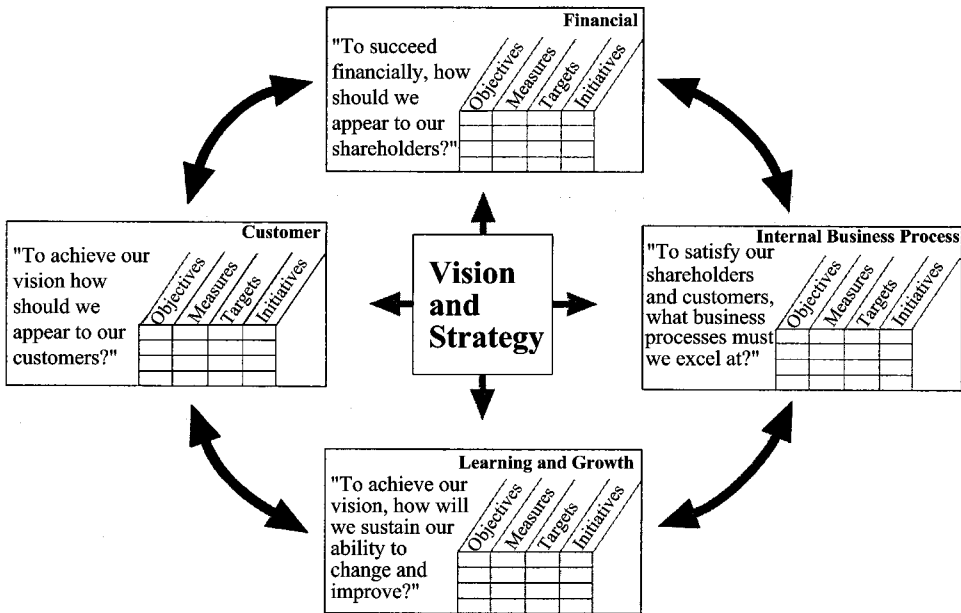 Financial
"To succeed
financially, how
should we
appear to our
shareholders?"
Objectives
Measures
Targets
Initiatives
Customer
"To achieve our
vision how
should we
appear to our
customers?"
Objectives
Measures
Targets
Initiatives
Vision
and
Strategy
Internal Business Process
"To satisfy our
shareholders
and customers,
what business
processes must
we excel at?"
Objectives
Measures
Targets
Initiatives
Learning and Growth
"To achieve our
vision, how will
we sustain our
ability to
change and
improve?"
Objectives
Measures
Targets
Initiatives